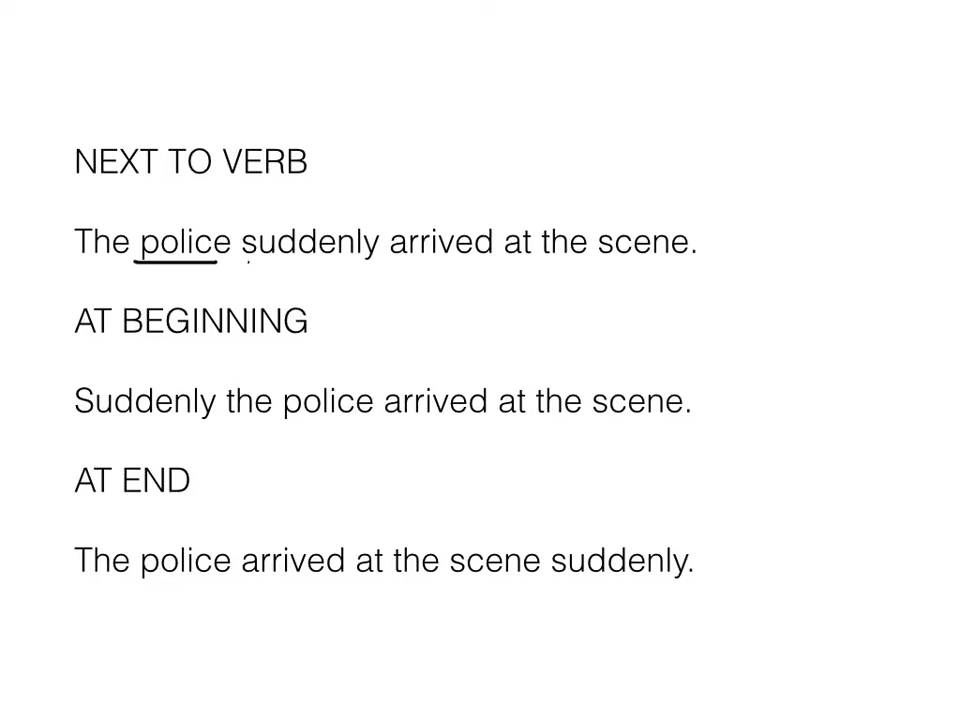 NEXT TO VERB
The police suddenly arrived at the scene.
AT BEGINNING
Suddenly the police arrived at the scene.
AT END
The police arrived at the scene suddenly.